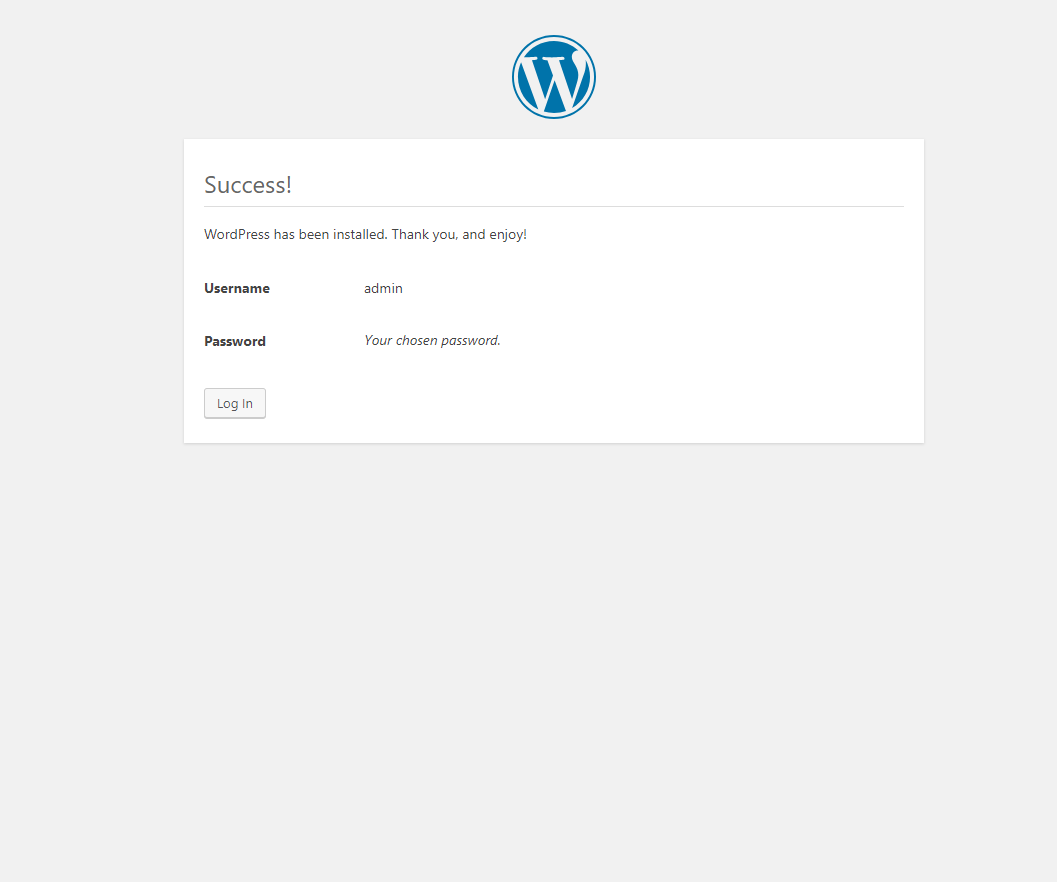 Success!
WordPress has been installed. Thank you, and enjoy!
Username admin
Password Your chosen password.
Log In